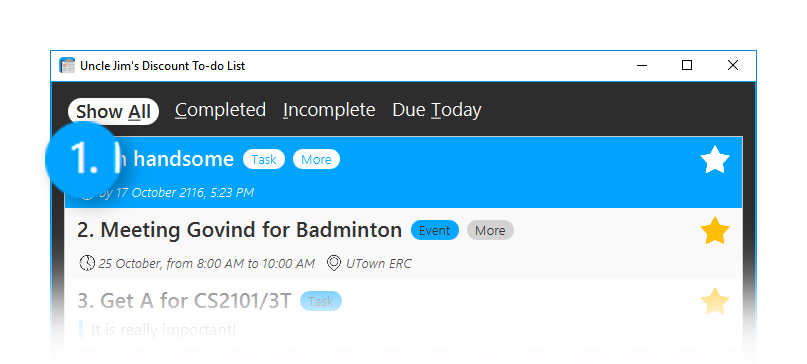 Uncle Jim's Discount To-do List
Show All Completed Incomplete Due Today
1. handsome Task More
by 17 October 2116, 5:23 PM
2. Meeting Govind for Badminton Event More
25 October, from 8:00 AM to 10:00 AM UTown ERC
3. Get A for CS2101/3T Task
It is really important!